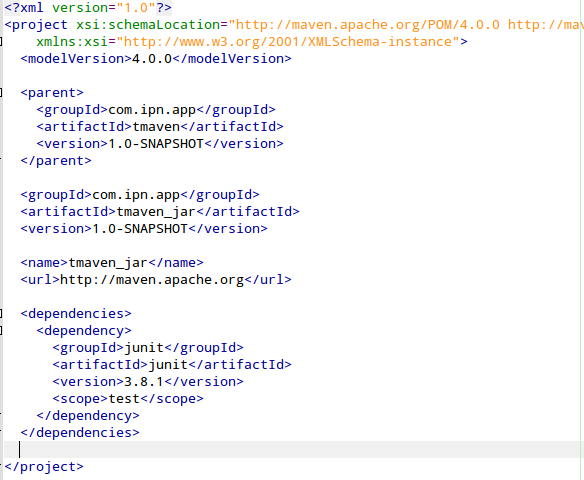 <?xml version="1.0"?>
<project xsi:schemaLocation="http://maven.apache.org/POM/4.0.0 http://mav
xmlns:xsi="http://www.w3.org/2001/XMLSchema-instance">
<modelVersion>4.0.0</modelVersion>
<parent>
<groupId>com.ipn.app</groupId>
<artifactId>tmaven</artifactId>
<version>1.0-SNAPSHOT</version>
</parent>
<groupId>com.ipn.app</groupId>
<artifactId>tmaven_jar</artifactId>
<version>1.0-SNAPSHOT</version>
<name>tmaven_jar</name>
<url>http://maven.apache.org</url>
<dependencies>
<dependency>
<groupId>junit</groupId>
<artifactId>junit</artifactId>
<version>3.8.1</version>
<scope>test</scope>
</dependency>
</dependencies>
</project>